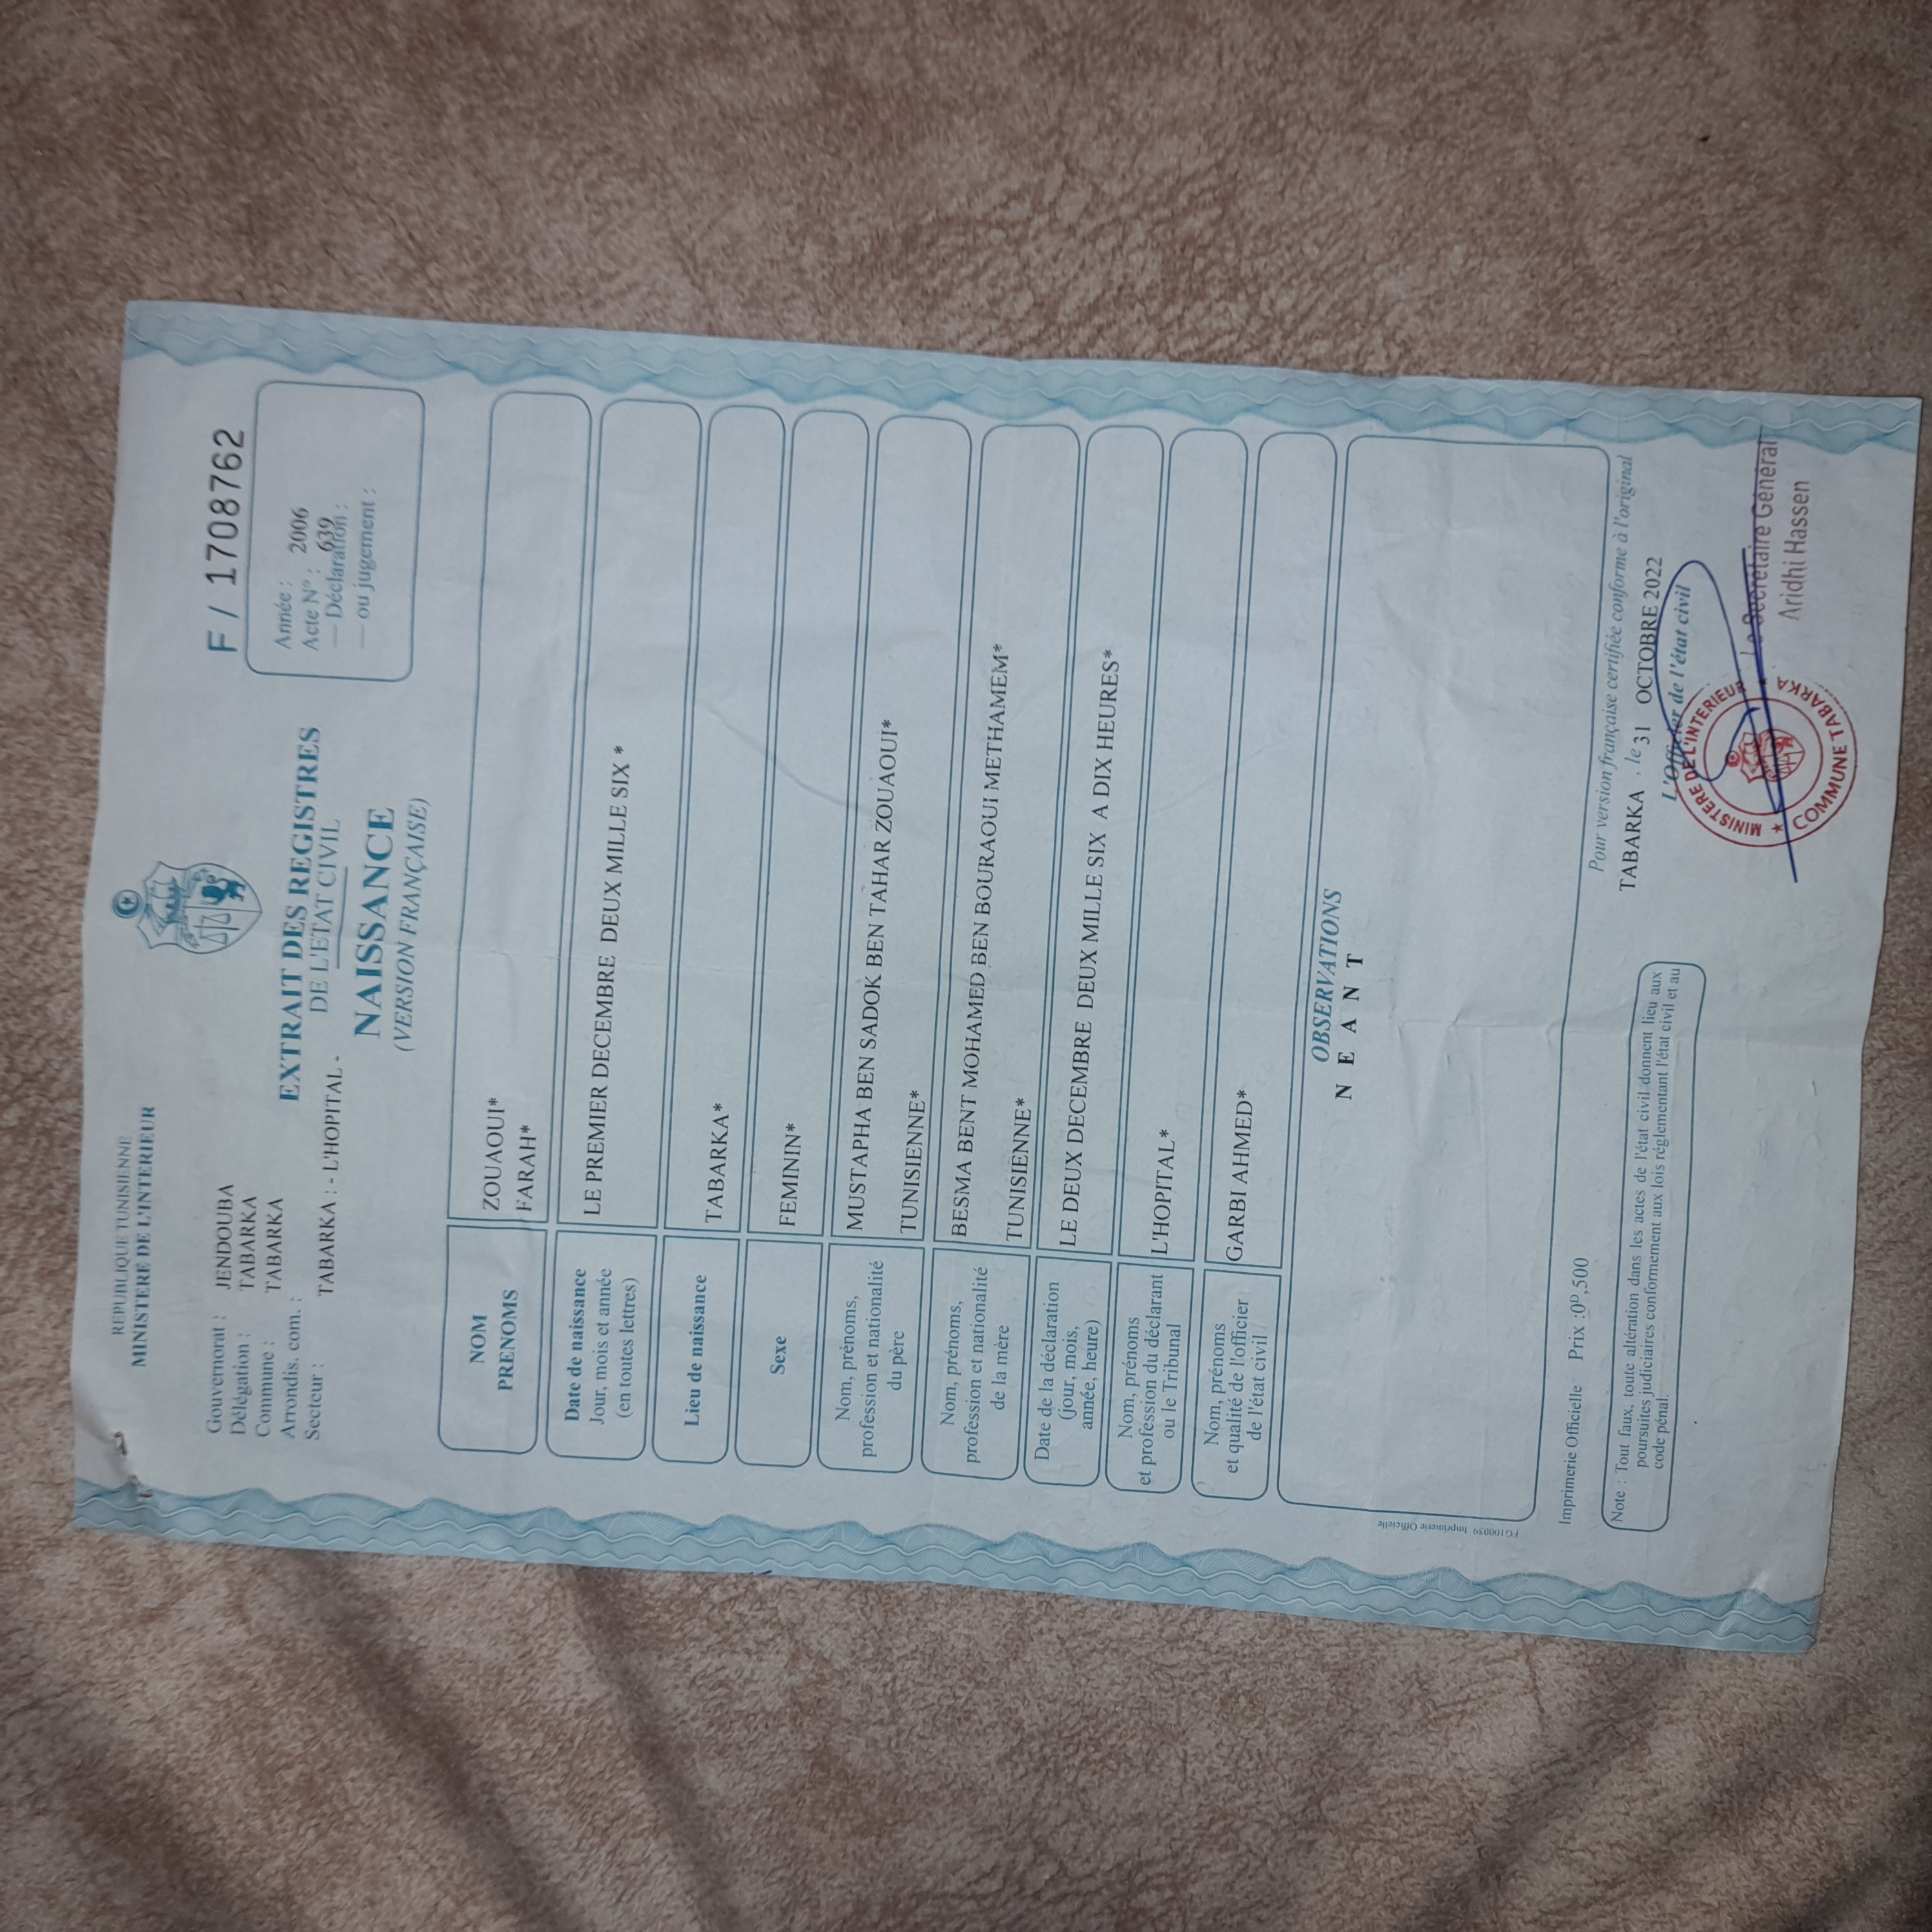 REPUBLIQUE TUNISIENNE
MINISTERE DE L'INTERIEUR
F / 1708762
Gouvernorat : JENDOUBA
Délégation : TABARKA
Commune : TABARKA
Arrondis. com. :
Secteur : TABARKA : - L'HOPITAL -
EXTRAIT DES REGISTRES
DE L'ETAT CIVIL
NAISSANCE
(VERSION FRANÇAISE)
Année : 2006
Acte N° : 639
— Déclaration :
— ou jugement :
NOM ZOUAOUI*
PRENOMS FARAH*
Date de naissance
Jour, mois et année
(en toutes lettres)
LE PREMIER DECEMBRE DEUX MILLE SIX *
Lieu de naissance TABARKA*
Sexe FEMININ*
Nom, prénoms,
profession et nationalité
du père
MUSTAPHA BEN SADOK BEN TAHAR ZOUAOUI*
TUNISIENNE*
Nom, prénoms,
profession et nationalité
de la mère
BESMA BENT MOHAMED BEN BOURAOUI METHAMEM*
TUNISIENNE*
Date de la déclaration
(jour, mois,
année, heure)
LE DEUX DECEMBRE DEUX MILLE SIX A DIX HEURES*
Nom, prénoms
et profession du déclarant
ou le Tribunal
L'HOPITAL*
Nom, prénoms
et qualité de l'officier
de l'état civil
GARBI AHMED*
OBSERVATIONS
N E A N T
FG100059 Imprimerie Officielle
Imprimerie Officielle Prix : 0D,500
Pour version française certifiée conforme à l'original
TABARKA , le 31 OCTOBRE 2022
L'Officier de l'état civil
Note : Tout faux, toute altération dans les actes de l'état civil donnent lieu aux
poursuites judiciaires conformement aux lois réglementant l'état civil et au
code pénal.
MINISTERE DE L'INTERIEUR
COMMUNE TABARKA
Le Secrétaire Général
Aridhi Hassen